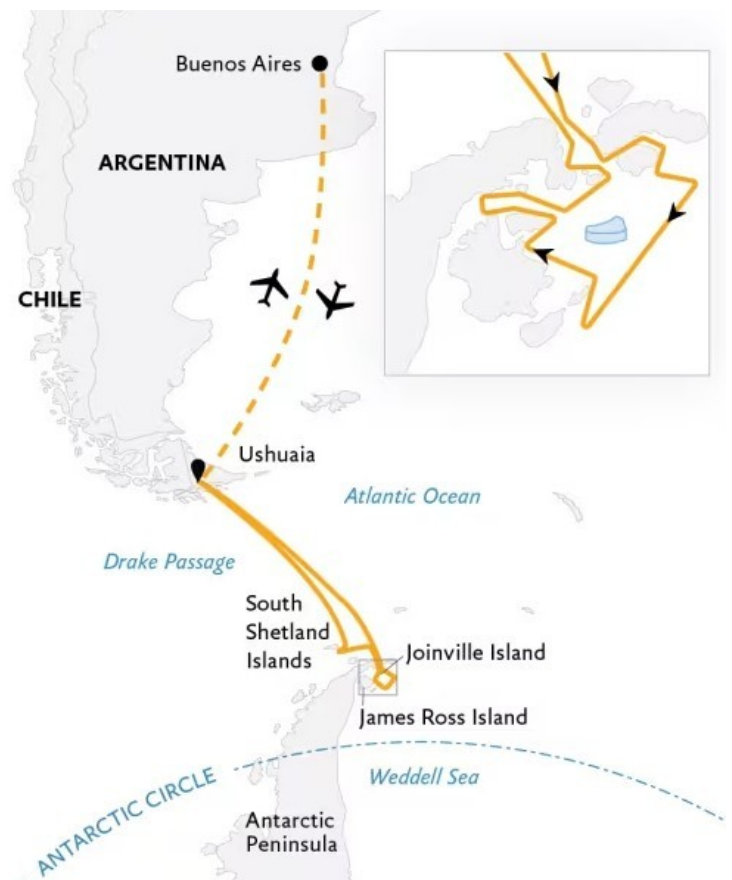 Buenos Aires
ARGENTINA
CHILE
Ushuaia
Atlantic Ocean
Drake Passage
South
Shetland
Islands
Joinville Island
James Ross Island
ANTARCTIC CIRCLE
Weddell Sea
Antarctic
Peninsula